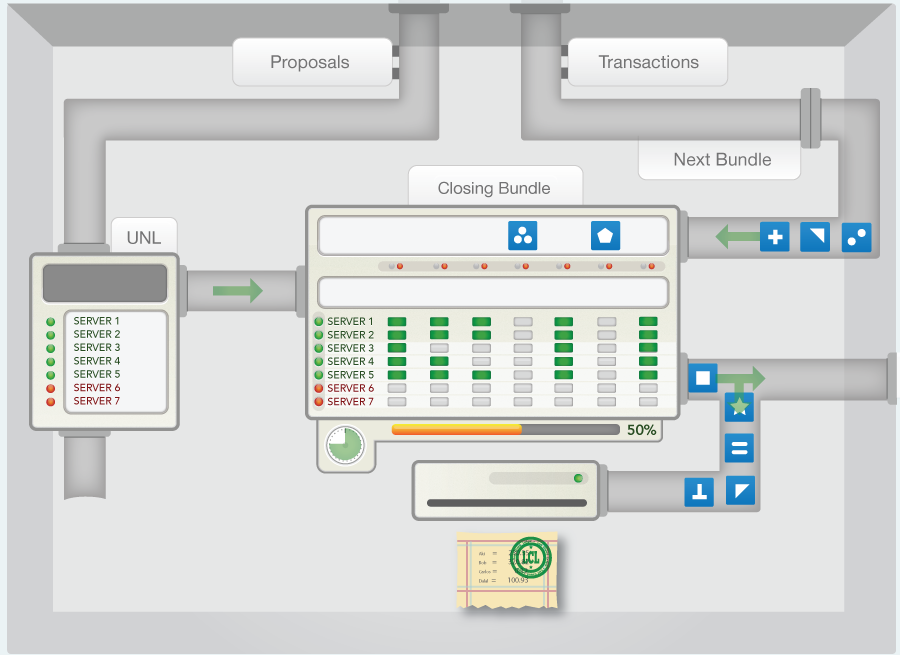 Proposals
Transactions
Next Bundle
Closing Bundle
UNL
SERVER 1
SERVER 2
SERVER 3
SERVER 4
SERVER 5
SERVER 6
SERVER 7
SERVER 1
SERVER 2
SERVER 3
SERVER 4
SERVER 5
SERVER 6
SERVER 7
50%
LCL
=
Bob =
=
= 100.95